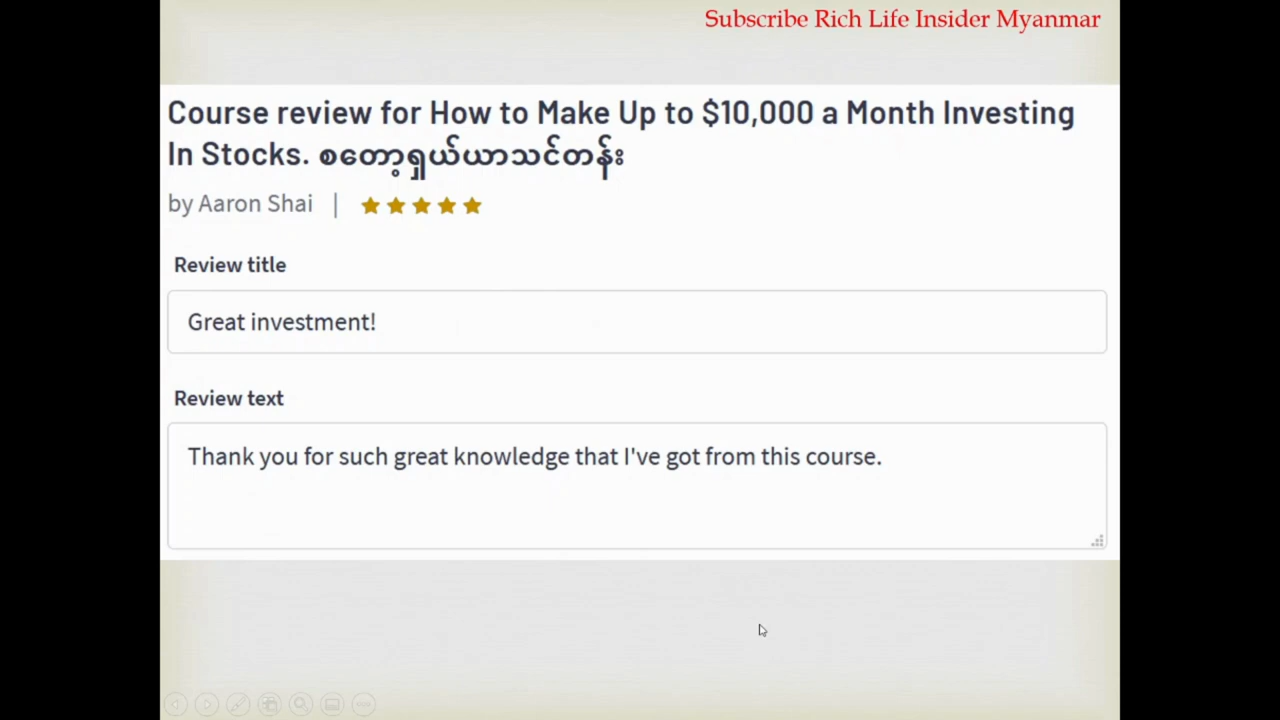 Subscribe Rich Life Insider Myanmar
Course review for How to Make Up to $10,000 a Month Investing
In Stocks. စတော့ရှယ်ယာသင်တန်း
by Aaron Shai |
Review title
Great investment!
Review text
Thank you for such great knowledge that I've got from this course.